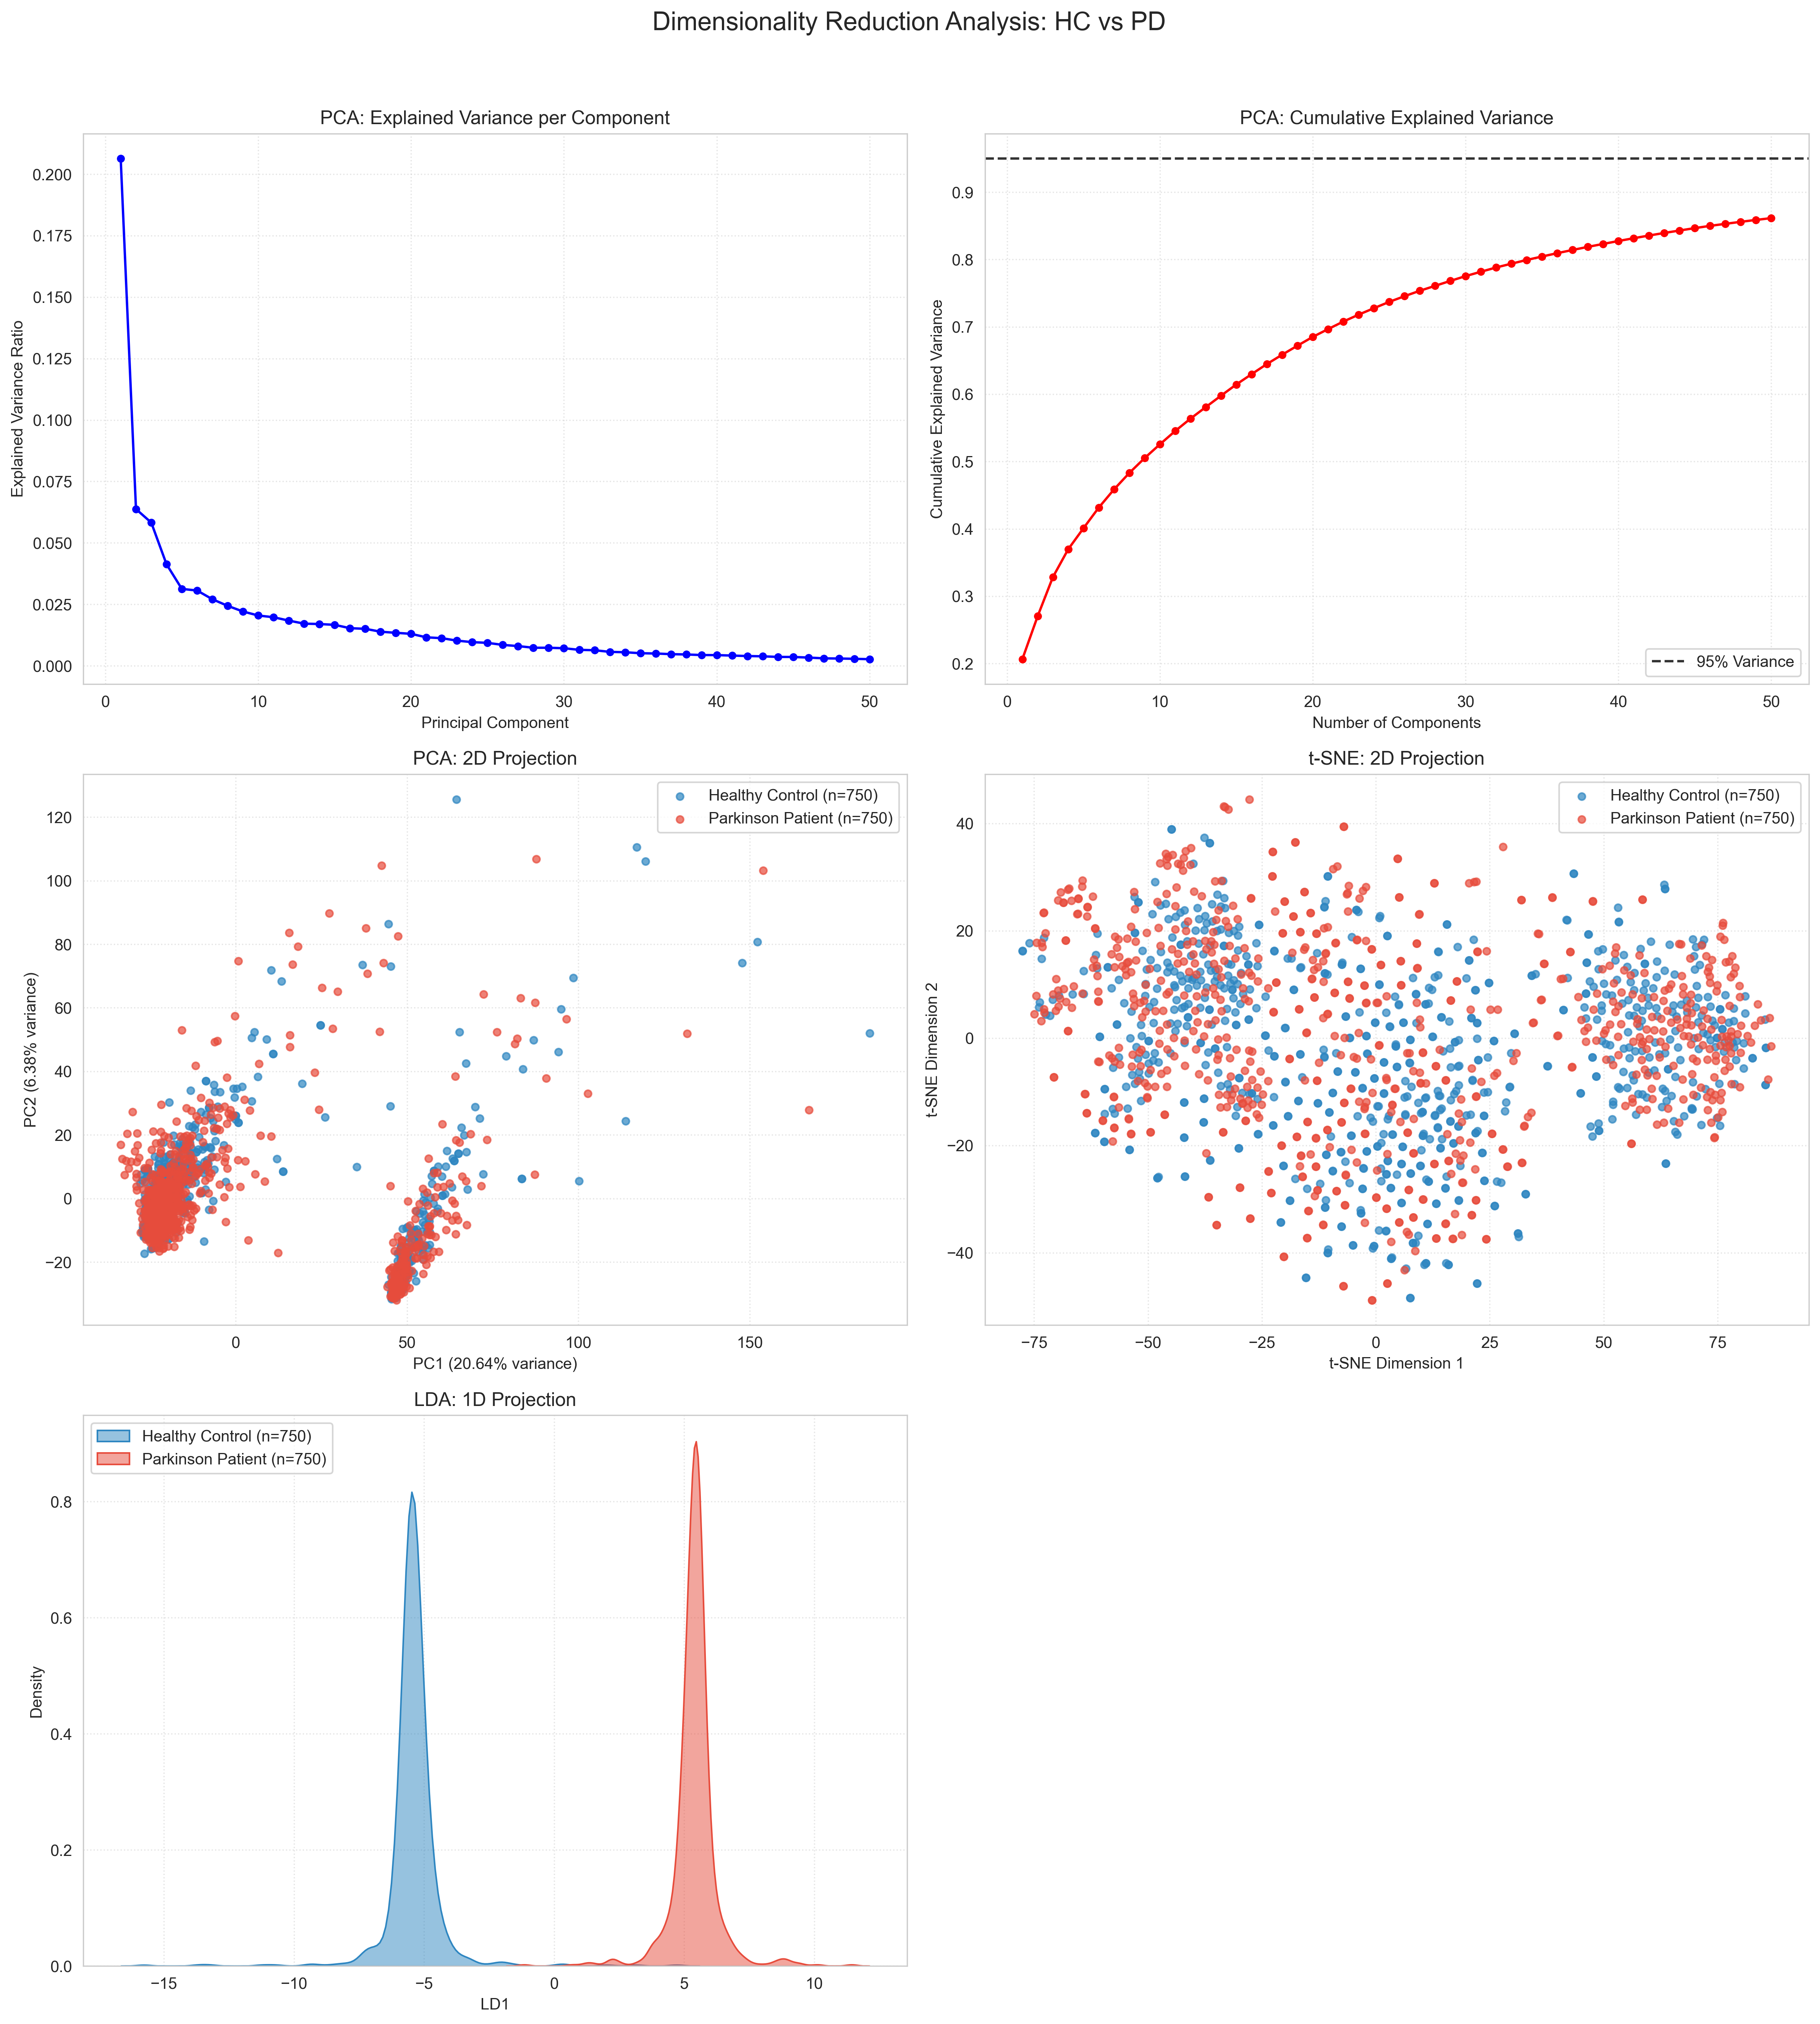 Dimensionality Reduction Analysis: HC vs PD
PCA: Explained Variance per Component
Explained Variance Ratio
0.200
0.175
0.150
0.125
0.100
0.075
0.050
0.025
0.000
0 10 20 30 40 50
Principal Component
PCA: Cumulative Explained Variance
Cumulative Explained Variance
0.9
0.8
0.7
0.6
0.5
0.4
0.3
0.2
95% Variance
0 10 20 30 40 50
Number of Components
PCA: 2D Projection
Healthy Control (n=750)
Parkinson Patient (n=750)
PC2 (6.38% variance)
120
100
80
60
40
20
0
−20
0 50 100 150
PC1 (20.64% variance)
t-SNE: 2D Projection
Healthy Control (n=750)
Parkinson Patient (n=750)
t-SNE Dimension 2
40
20
0
−20
−40
−75 −50 −25 0 25 50 75
t-SNE Dimension 1
LDA: 1D Projection
Healthy Control (n=750)
Parkinson Patient (n=750)
Density
0.8
0.6
0.4
0.2
0.0
−15 −10 −5 0 5 10
LD1